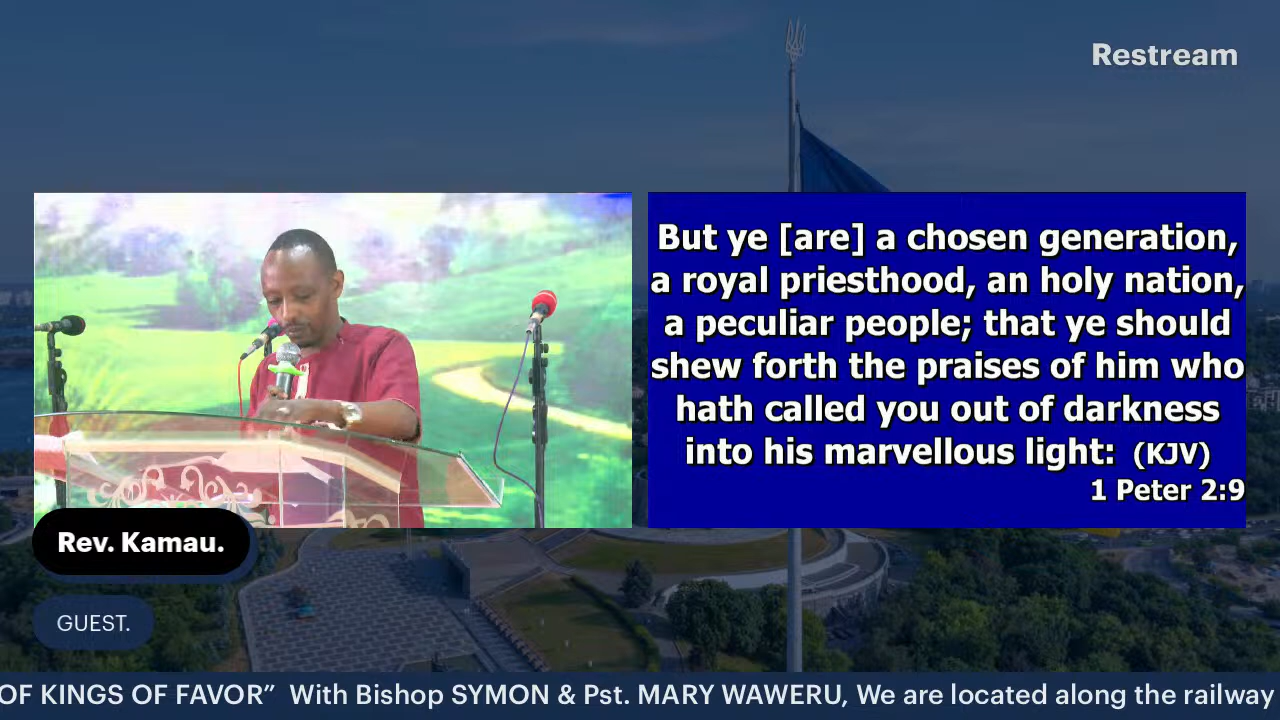 Restream
But ye [are] a chosen generation,
a royal priesthood, an holy nation,
a peculiar people; that ye should
shew forth the praises of him who
hath called you out of darkness
into his marvellous light: (KJV)
1 Peter 2:9
Rev. Kamau.
GUEST.
OF KINGS OF FAVOR” With Bishop SYMON & Pst. MARY WAWERU, We are located along the railway